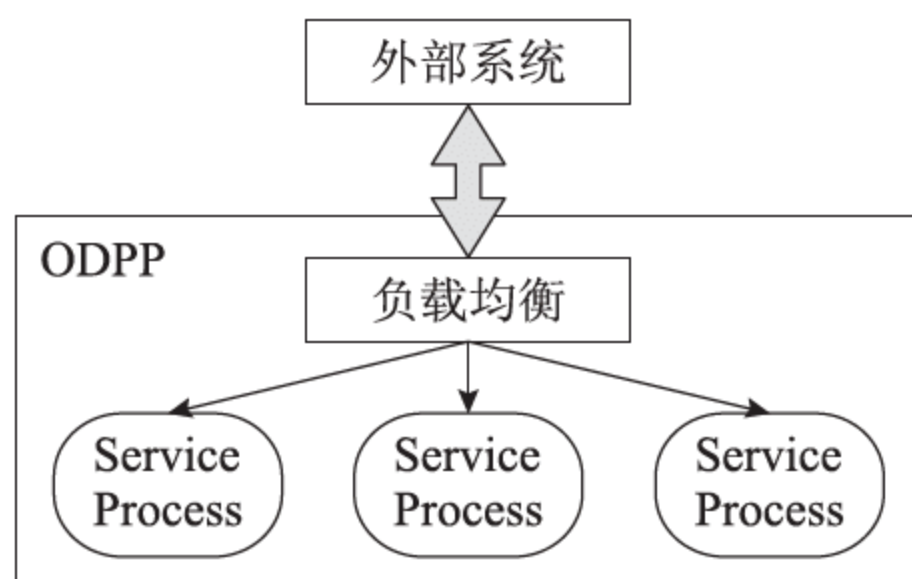 外部系统
ODPP
负载均衡
Service
Process
Service
Process
Service
Process